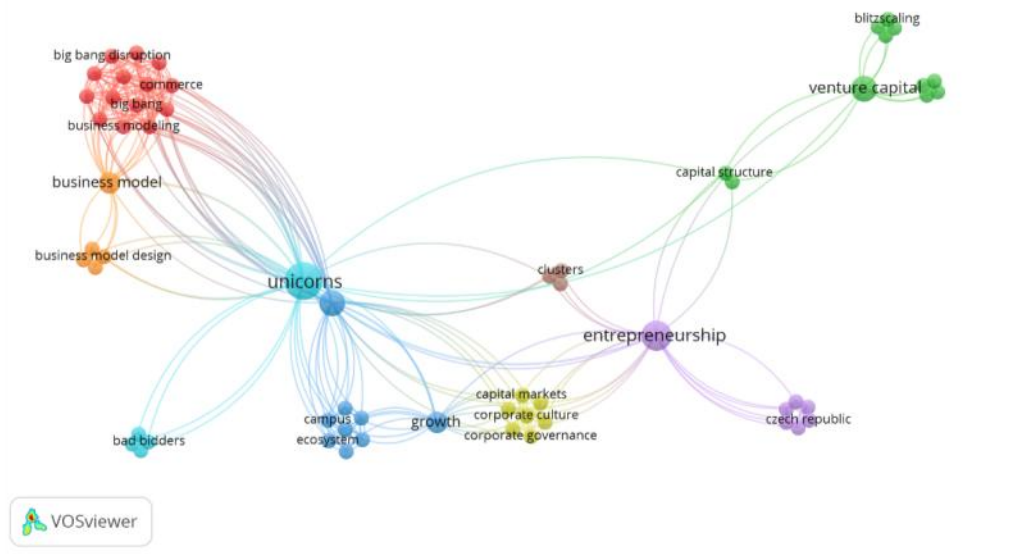 blitzscaling
big bang disruption
commerce
venture capital
big bang
business modeling
capital structure
business model
business model design
clusters
unicorns
entrepreneurship
capital markets
campus
corporate culture
growth
czech republic
corporate governance
ecosystem
bad bidders
VOSviewer